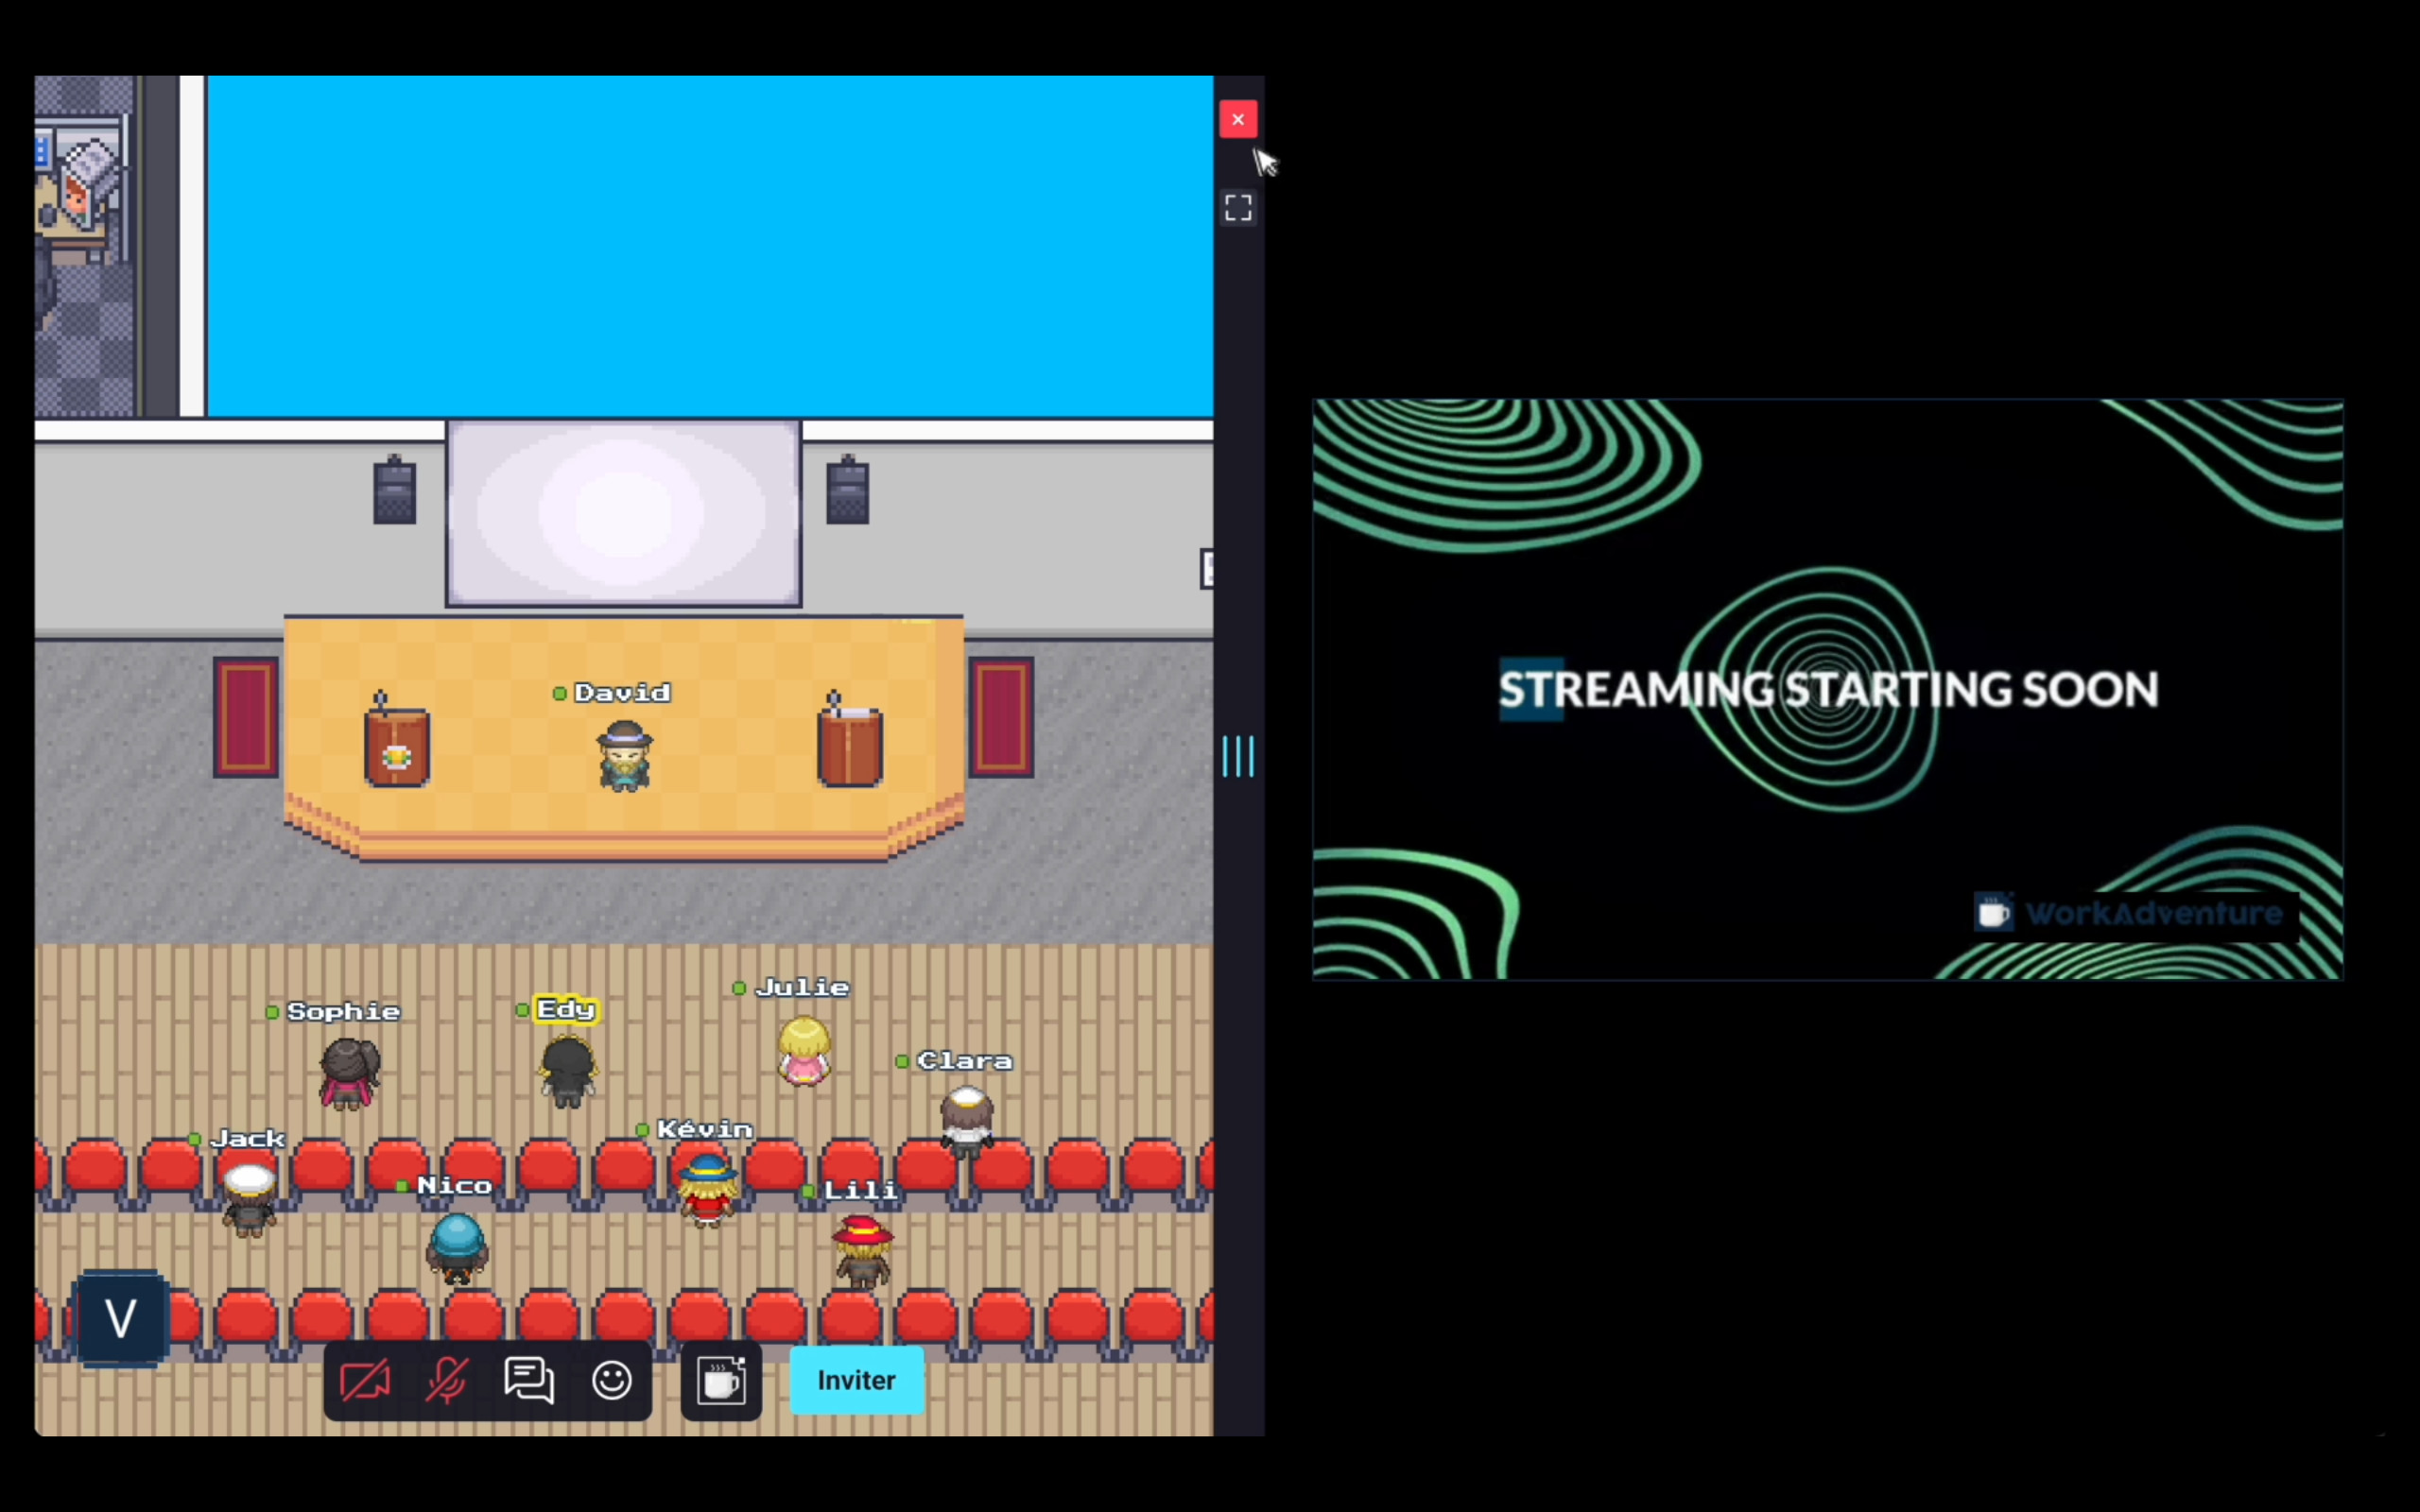 David
Julie
Sophie
Edy
Clara
Kévin
Jack
Nico
Lili
V
Inviter
STREAMING STARTING SOON
WorkAdventure